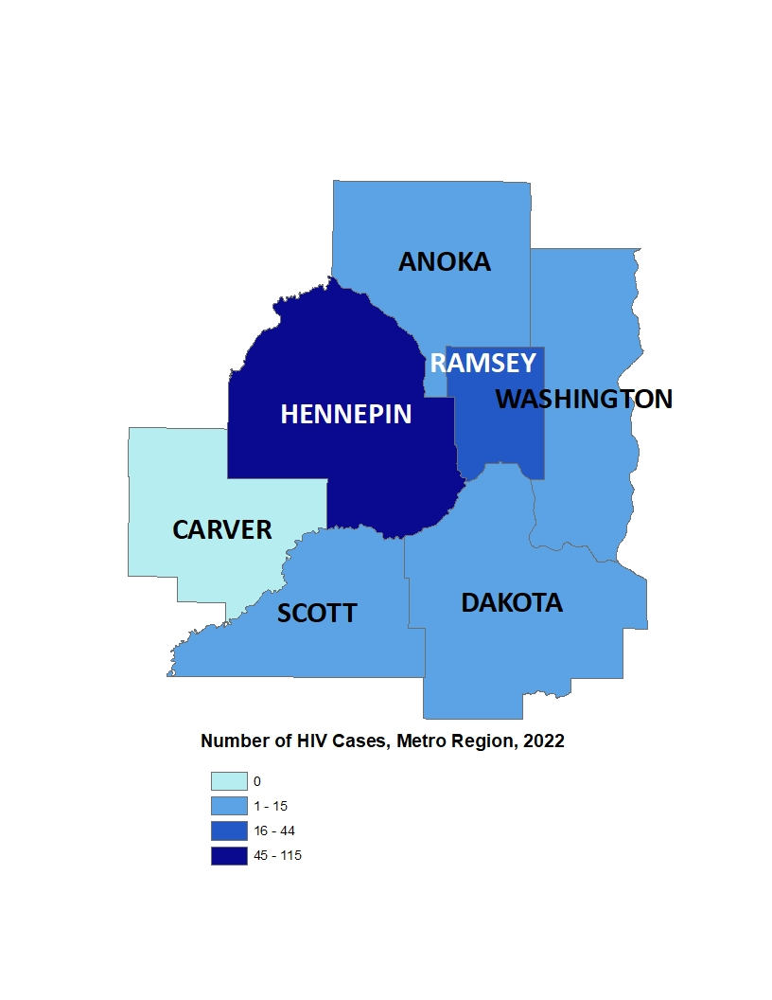 ANOKA
RAMSEY
WASHINGTON
HENNEPIN
CARVER
DAKOTA
SCOTT
Number of HIV Cases, Metro Region, 2022
0
1 - 15
16 - 44
45 - 115